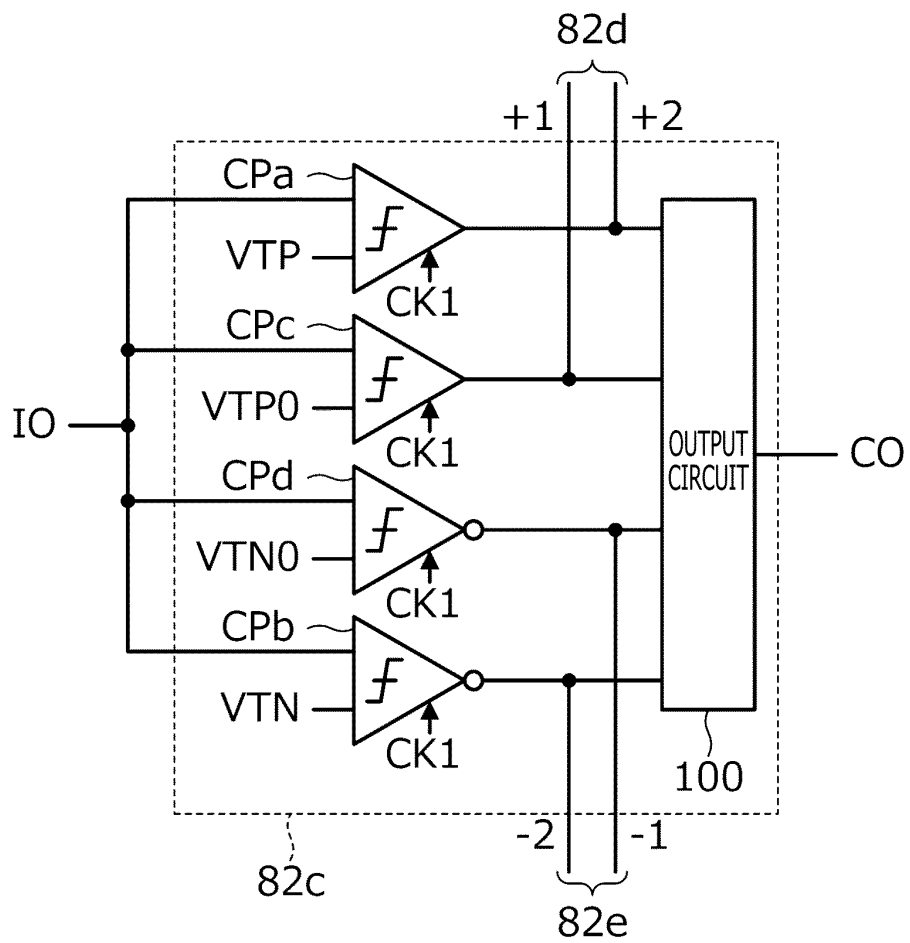 82d
+1
+2
CPa
VTP
CK1
CPc
VTP0
CK1
IO
OUTPUT
CIRCUIT
CO
CPd
VTN0
CK1
CPb
VTN
CK1
100
-2
-1
82c
82e